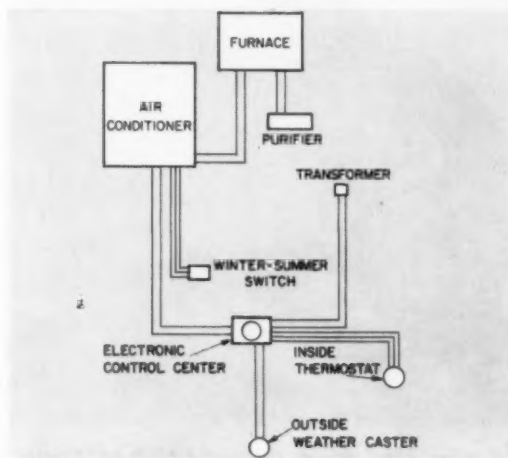 FURNACE
AIR
CONDITIONER
PURIFIER
TRANSFORMER
WINTER-SUMMER
SWITCH
ELECTRONIC
CONTROL CENTER
INSIDE
THERMOSTAT
OUTSIDE
WEATHER CASTER